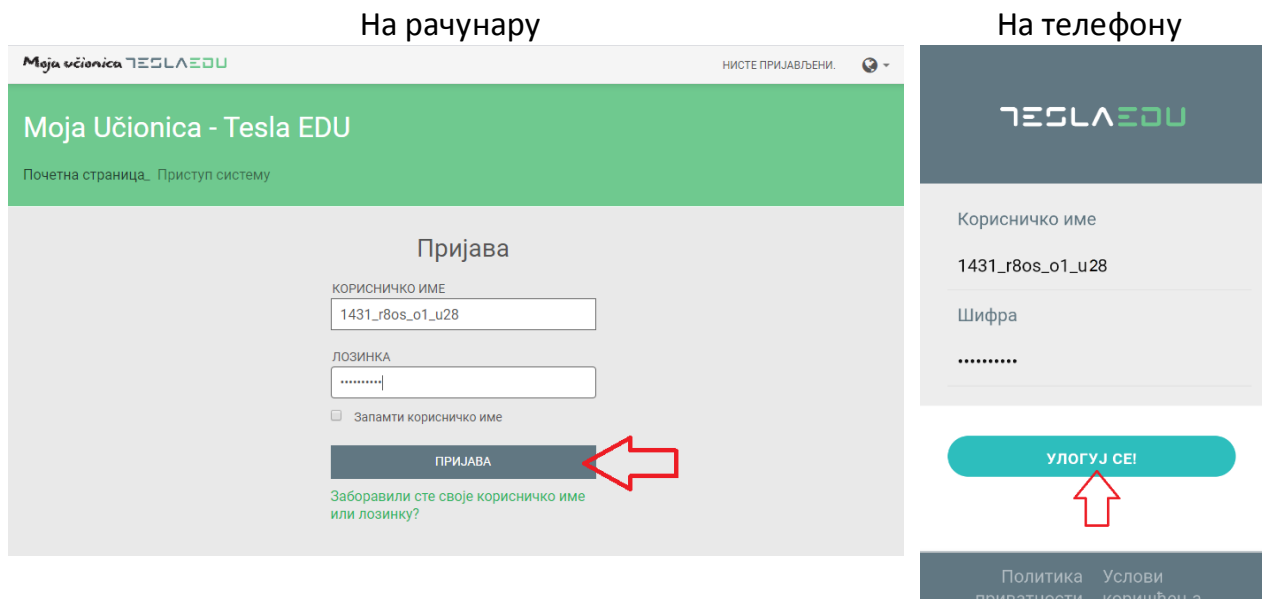 На рачунару
Moja učionica TESLAEDU
НИСТЕ ПРИЈАВЉЕНИ.
Moja Učionica - Tesla EDU
Почетна страница_ Приступ систему
Пријава
КОРИСНИЧКО ИМЕ
1431_r8os_o1_u28
ЛОЗИНКА
••••••••••
Запамти корисничко име
ПРИЈАВА
Заборавили сте своје корисничко име
или лозинку?
На телефону
TESLAEDU
Корисничко име
1431_r8os_o1_u28
Шифра
••••••••••
УЛОГУЈ СЕ!
Политика Услови
приватности коришћења